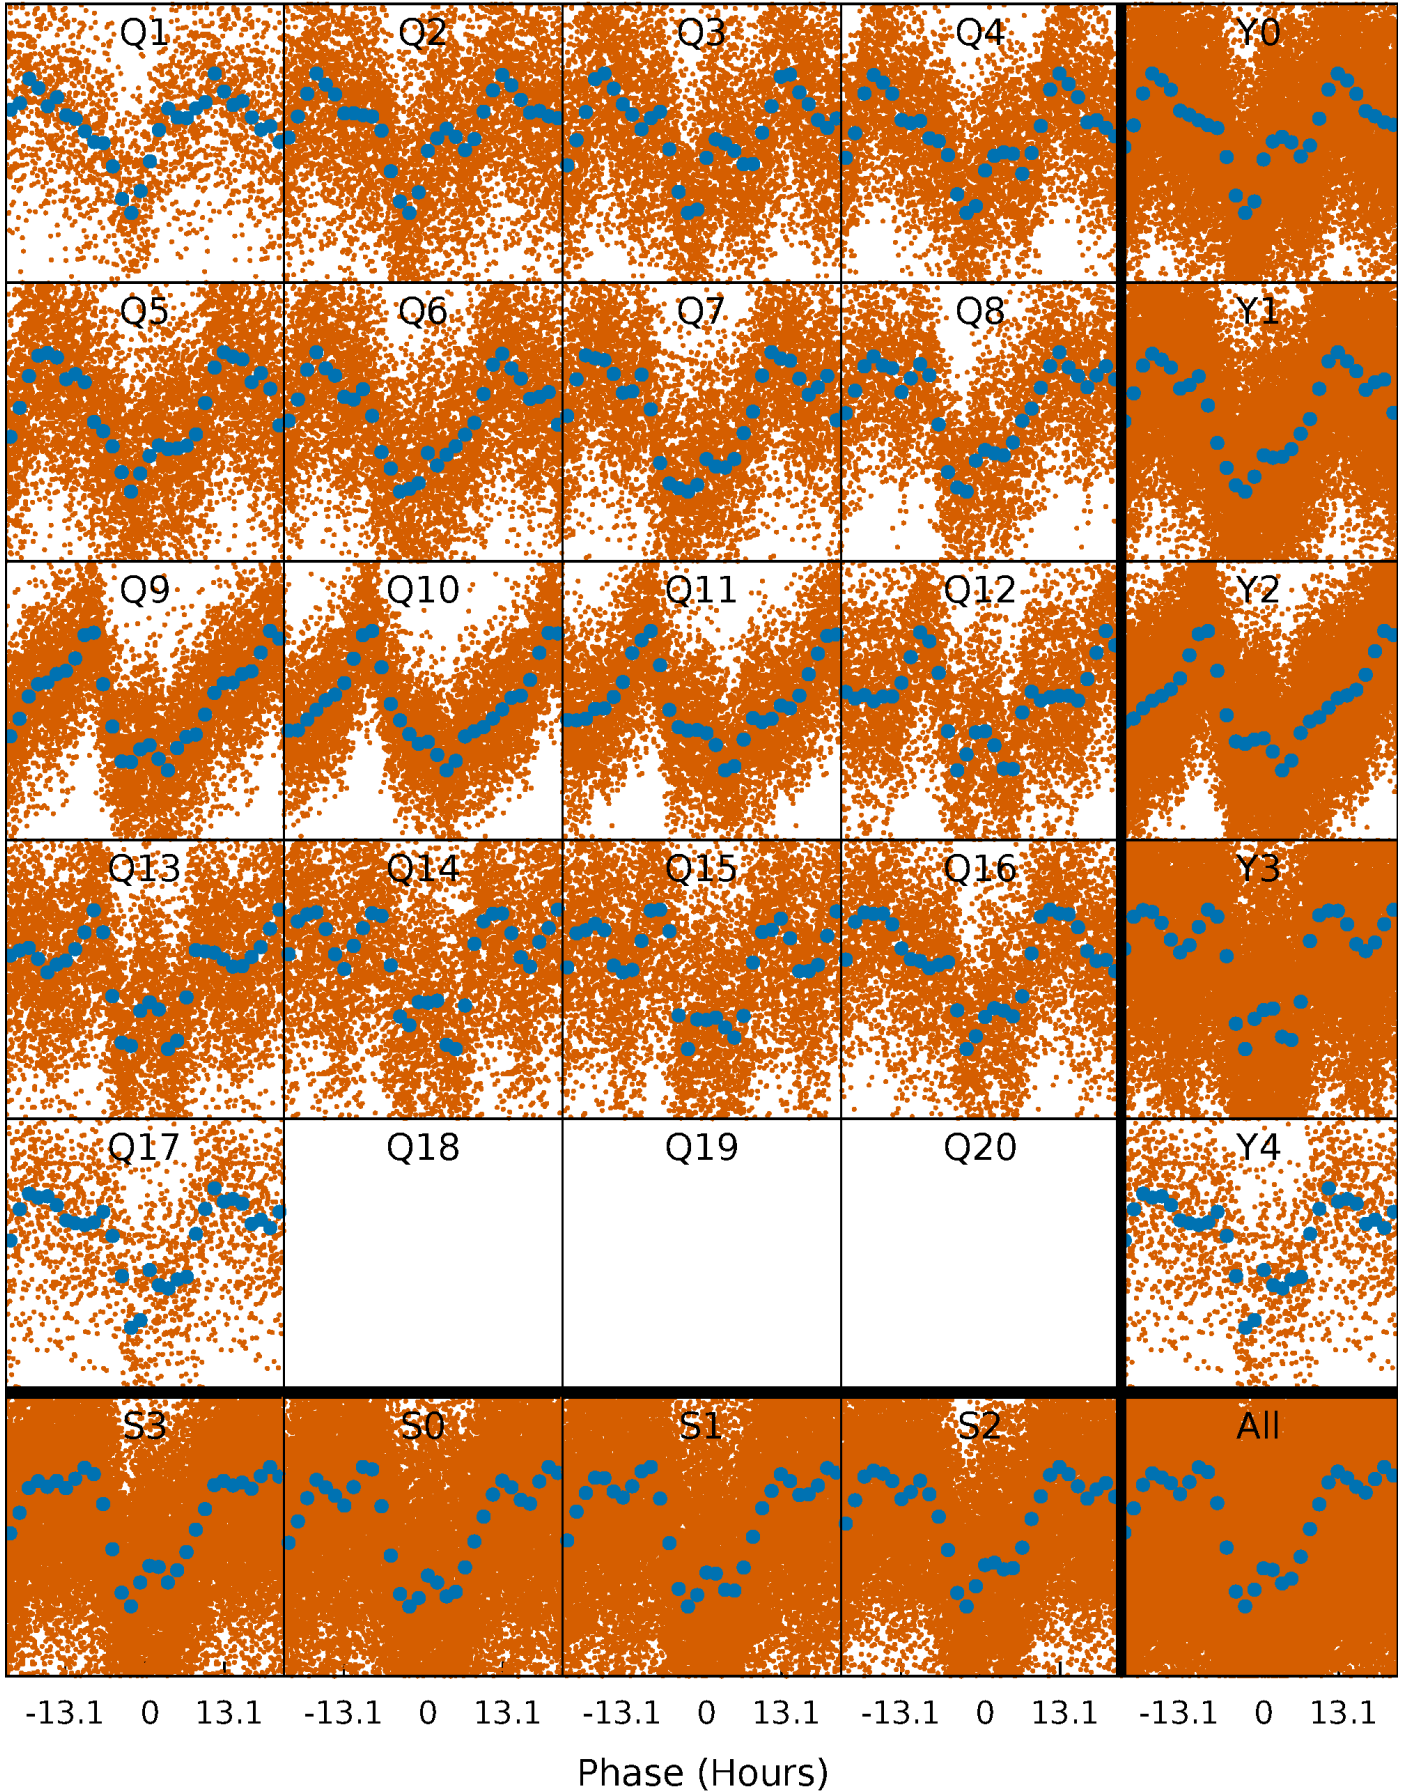 Q1 Q2 Q3 Q4 Y0
Q5 Q6 Q7 Q8 Y1
Q9 Q10 Q11 Q12 Y2
Q13 Q14 Q15 Q16 Y3
Q17 Q18 Q19 Q20 Y4
S3 S0 S1 S2 All
-13.1 0 13.1 -13.1 0 13.1 -13.1 0 13.1 -13.1 0 13.1 -13.1 0 13.1
Phase (Hours)